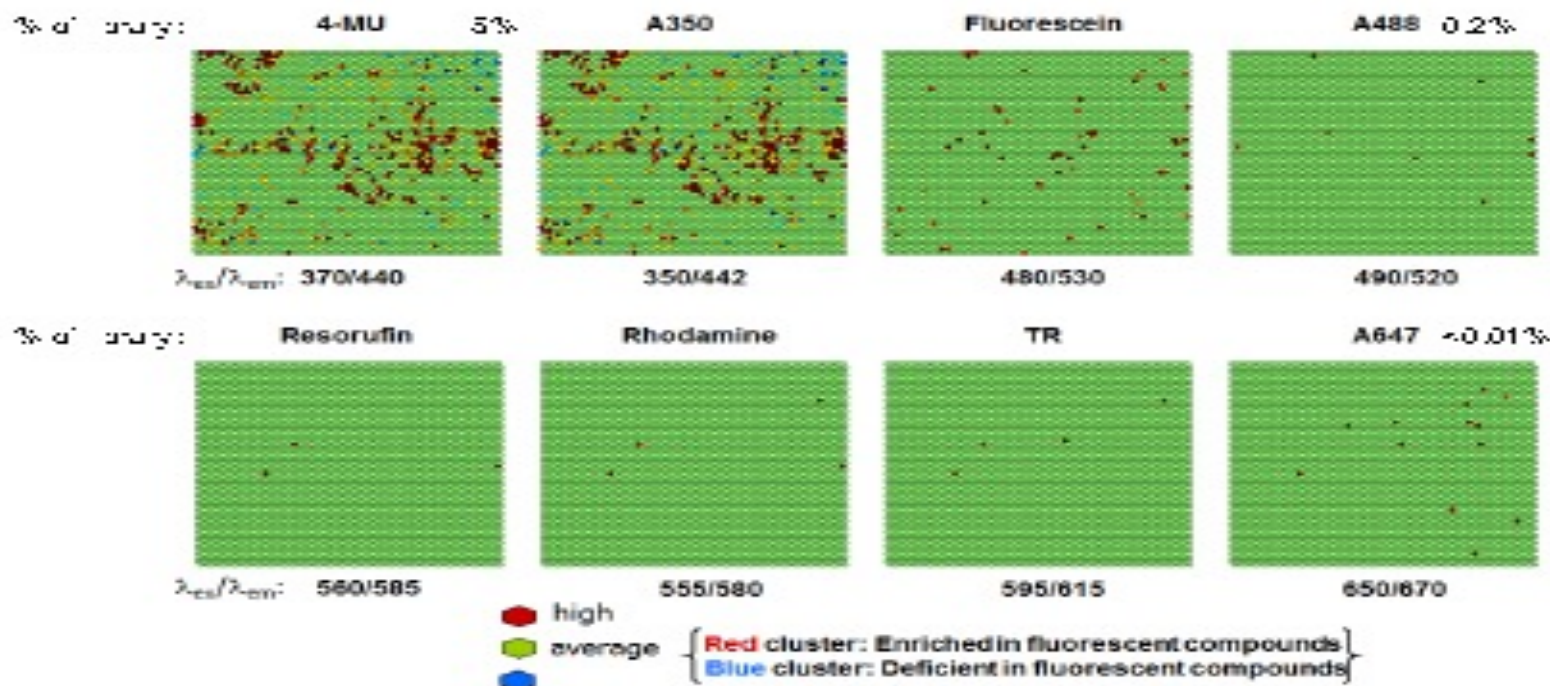 4-MU 5% A350 Fluorescein A488 0.2%
λex/λem: 370/440 350/442 480/530 490/520
Resorufin Rhodamine TR A647 <0.01%
λex/λem: 560/585 555/580 595/615 650/670
high
average
Red cluster: Enriched in fluorescent compounds
Blue cluster: Deficient in fluorescent compounds